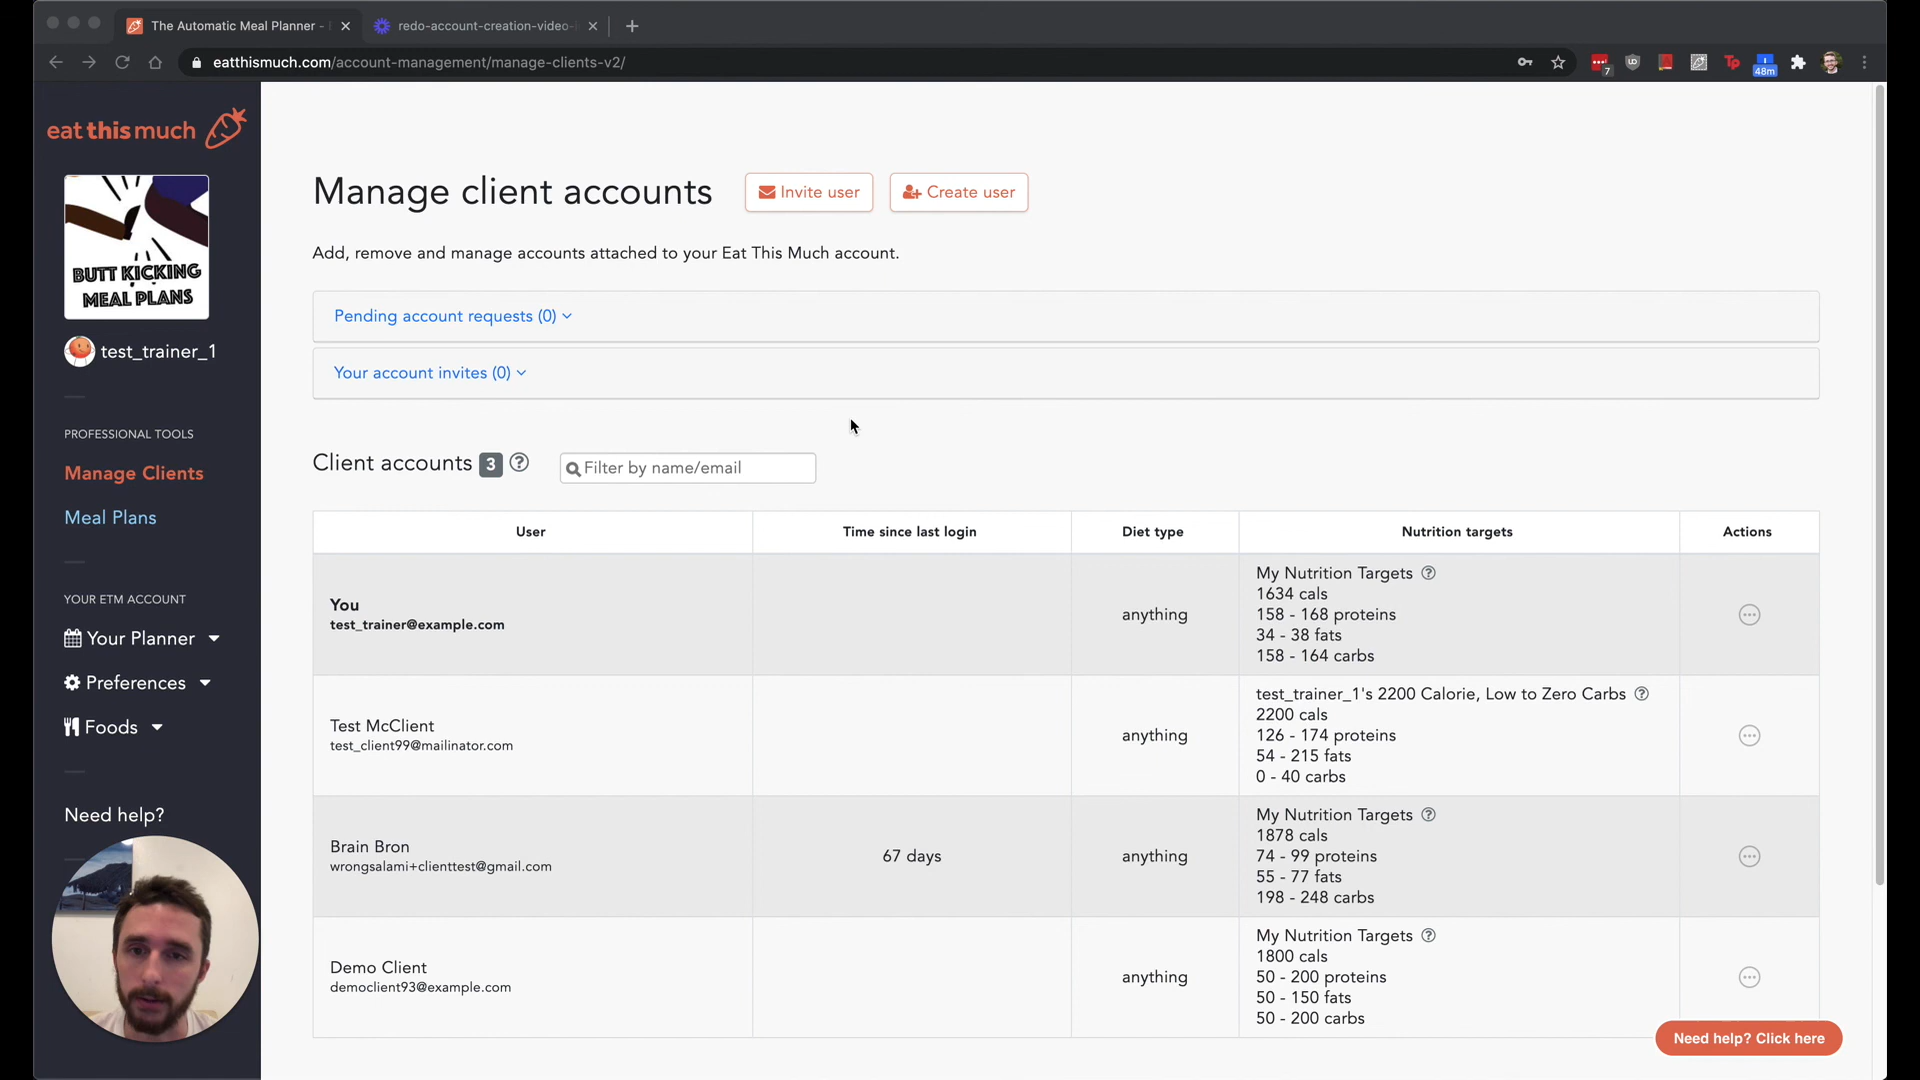 The Automatic Meal Planner -
redo-account-creation-video-
eatthismuch.com/account-management/manage-clients-v2/
7
48m
eat this much
BUTT KICKING
MEAL PLANS
test_trainer_1
PROFESSIONAL TOOLS
Manage Clients
Meal Plans
YOUR ETM ACCOUNT
Your Planner
Preferences
Foods
Need help?
Manage client accounts
Invite user
Create user
Add, remove and manage accounts attached to your Eat This Much account.
Pending account requests (0)
Your account invites (0)
Client accounts 3
Filter by name/email
User Time since last login Diet type Nutrition targets Actions
You
test_trainer@example.com
anything
My Nutrition Targets
1634 cals
158 - 168 proteins
34 - 38 fats
158 - 164 carbs
Test McClient
test_client99@mailinator.com
anything
test_trainer_1's 2200 Calorie, Low to Zero Carbs
2200 cals
126 - 174 proteins
54 - 215 fats
0 - 40 carbs
Brain Bron
wrongsalami+clienttest@gmail.com
67 days
anything
My Nutrition Targets
1878 cals
74 - 99 proteins
55 - 77 fats
198 - 248 carbs
Demo Client
democlient93@example.com
anything
My Nutrition Targets
1800 cals
50 - 200 proteins
50 - 150 fats
50 - 200 carbs
Need help? Click here